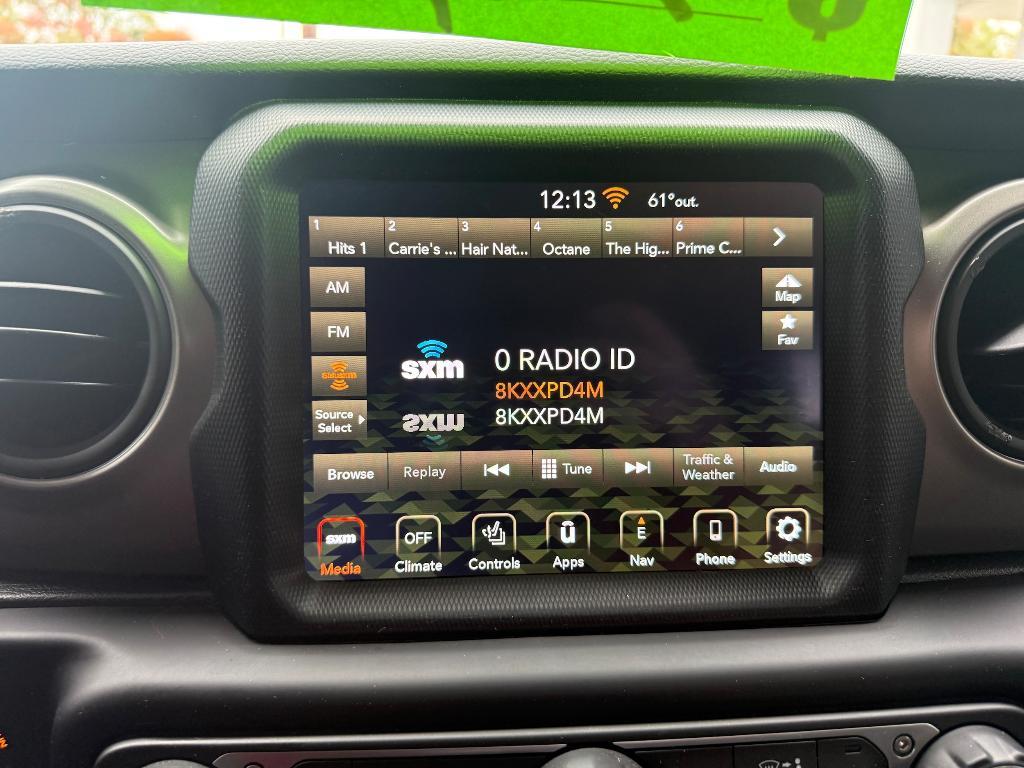 12:13 61°out.
1 2 3 4 5 6
Hits 1 Carrie's ... Hair Nat... Octane The Hig... Prime C...
AM
Map
FM
Fav
siriusxm
sxm
0 RADIO ID
8KXXPD4M
8KXXPD4M
Source
Select
Browse Replay Tune Traffic &
Weather Audio
sxm OFF ū E
Media Climate Controls Apps Nav Phone Settings